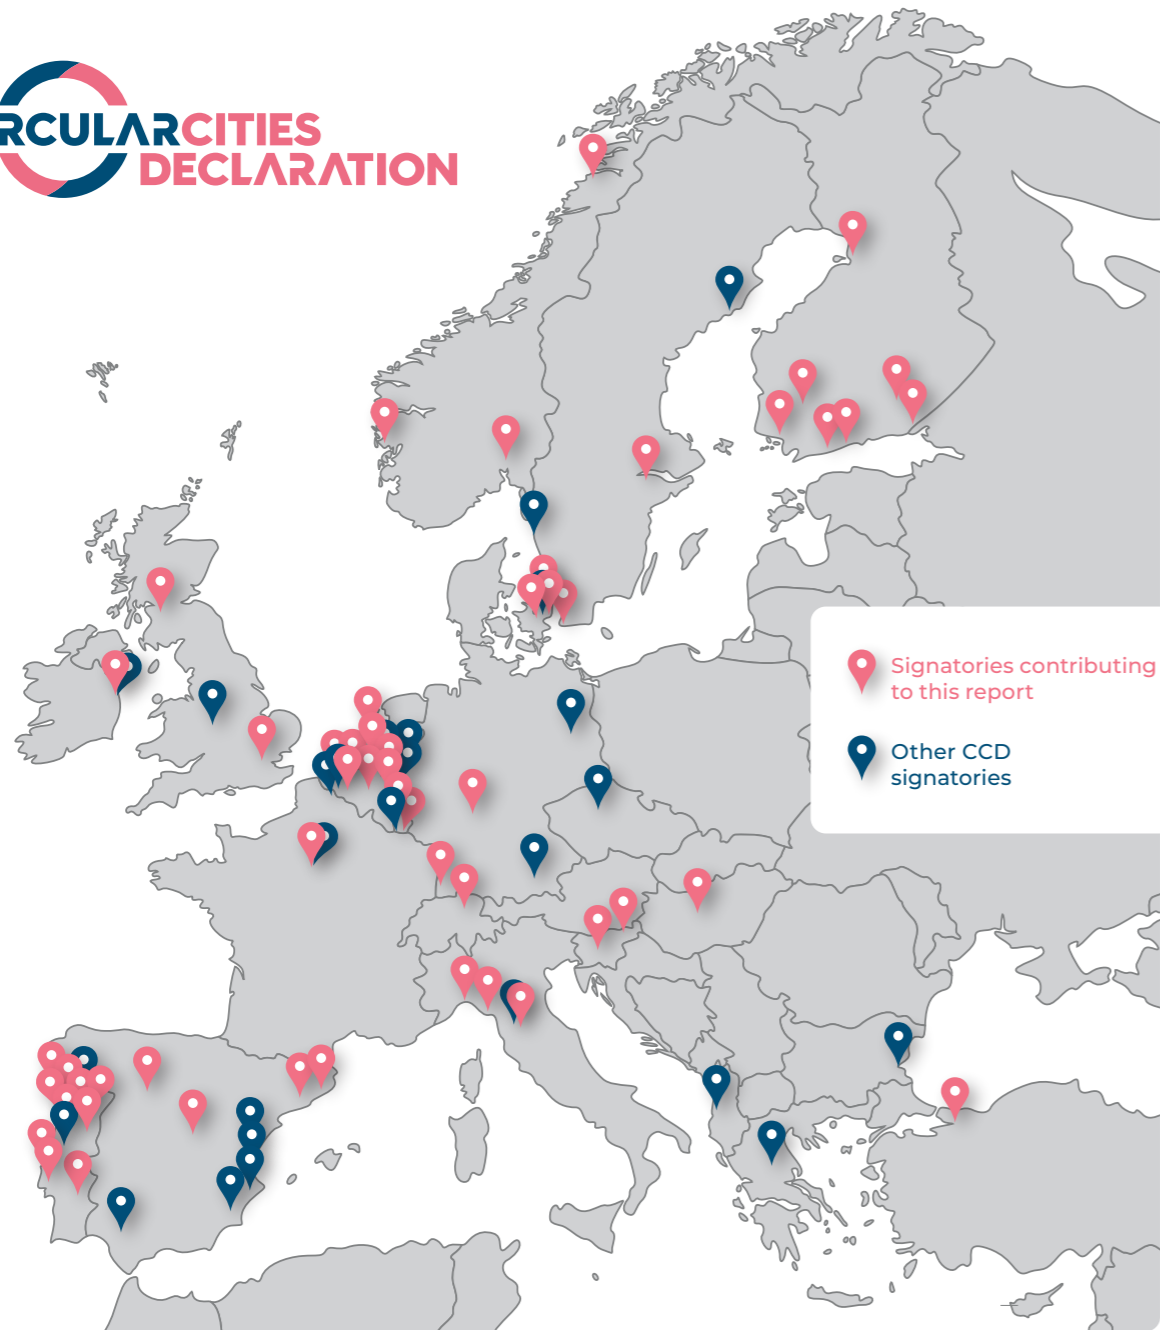 RCULARCITIES
DECLARATION
Signatories contributing
to this report
Other CCD
signatories